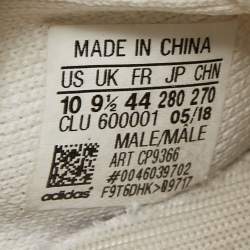 MADE IN CHINA
US UK FR JP CHN
10 9½ 44 280 270
CLU 600001 05/18
MALE/MÂLE
ART CP9366
#0046039702
adidas F9T6DHK>09717